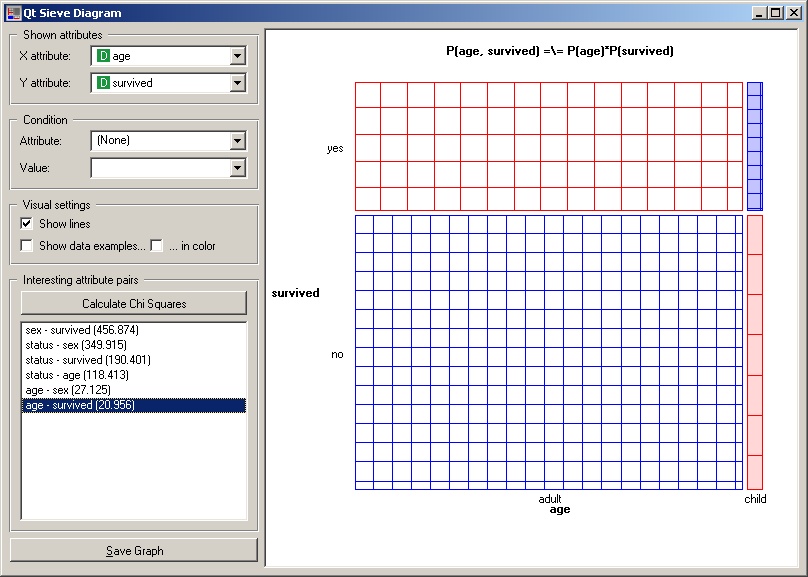 Qt Sieve Diagram
Shown attributes
X attribute: D age
Y attribute: D survived
Condition
Attribute: (None)
Value:
Visual settings
Show lines
Show data examples... ... in color
Interesting attribute pairs
Calculate Chi Squares
sex - survived (456.874)
status - sex (349.915)
status - survived (190.401)
status - age (118.413)
age - sex (27.125)
age - survived (20.956)
Save Graph
P(age, survived) =\= P(age)*P(survived)
yes
survived
no
adult child
age